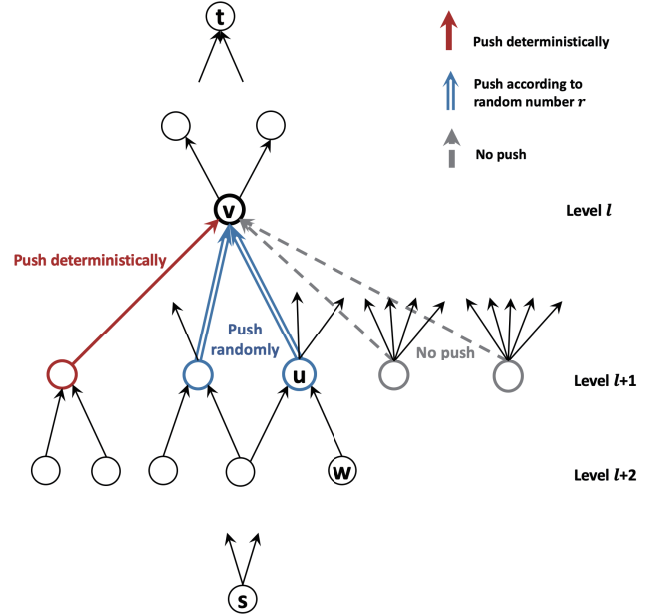 t
Push deterministically
Push according to
random number r
No push
v
Level l
Push deterministically
Push
randomly
No push
u
Level l+1
w
Level l+2
s